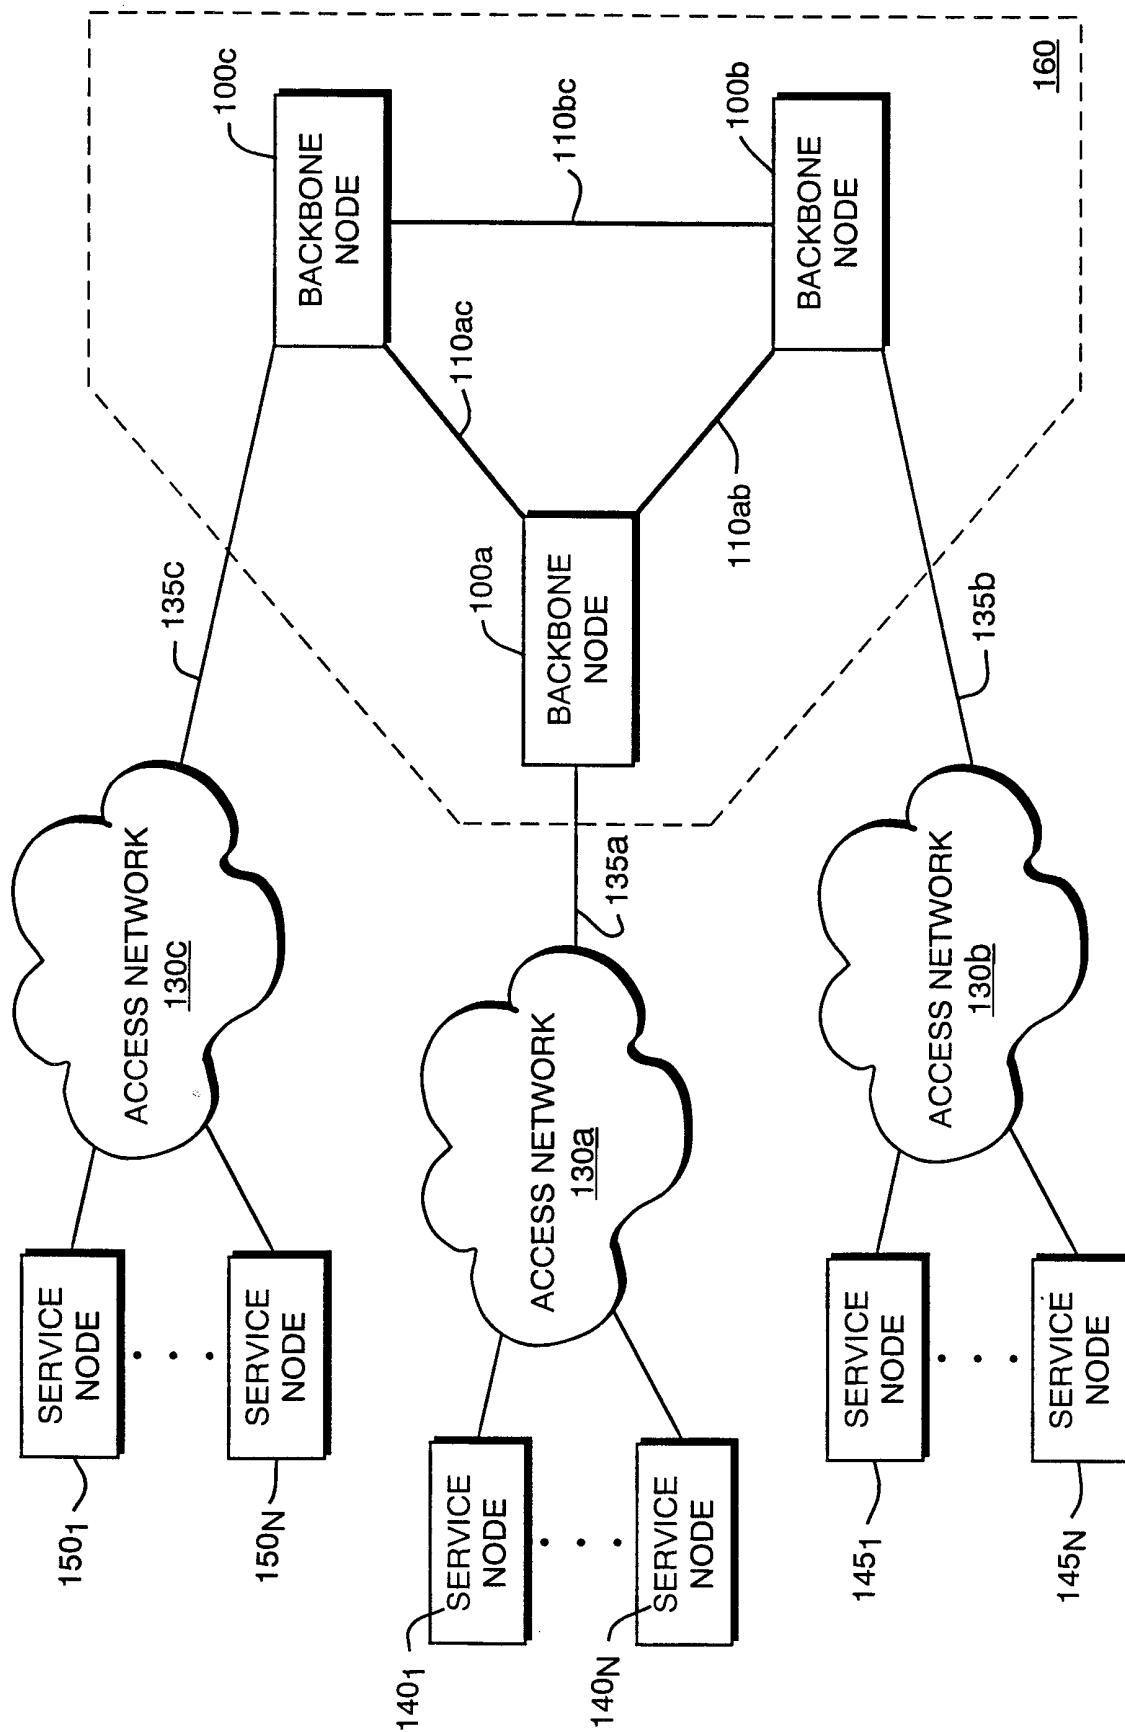 150₁
SERVICE
NODE
150N
SERVICE
NODE
ACCESS NETWORK
130c
135c
BACKBONE
NODE
100c
140₁
SERVICE
NODE
140N
SERVICE
NODE
ACCESS NETWORK
130a
135a
BACKBONE
NODE
100a
110ac
110bc
110ab
145₁
SERVICE
NODE
145N
SERVICE
NODE
ACCESS NETWORK
130b
135b
BACKBONE
NODE
100b
160